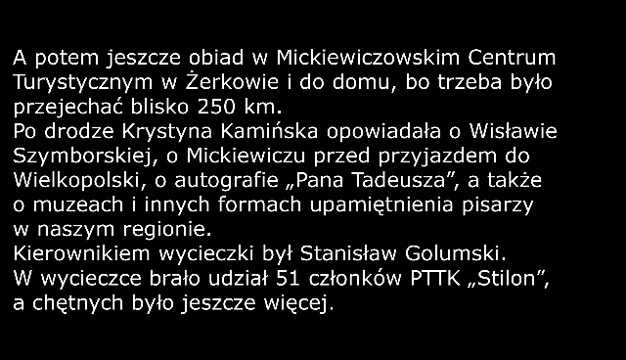 A potem jeszcze obiad w Mickiewiczowskim Centrum
Turystycznym w Żerkowie i do domu, bo trzeba było
przejechać blisko 250 km.
Po drodze Krystyna Kamińska opowiadała o Wisławie
Szymborskiej, o Mickiewiczu przed przyjazdem do
Wielkopolski, o autografie „Pana Tadeusza”, a także
o muzeach i innych formach upamiętnienia pisarzy
w naszym regionie.
Kierownikiem wycieczki był Stanisław Golumski.
W wycieczce brało udział 51 członków PTTK „Stilon”,
a chętnych było jeszcze więcej.